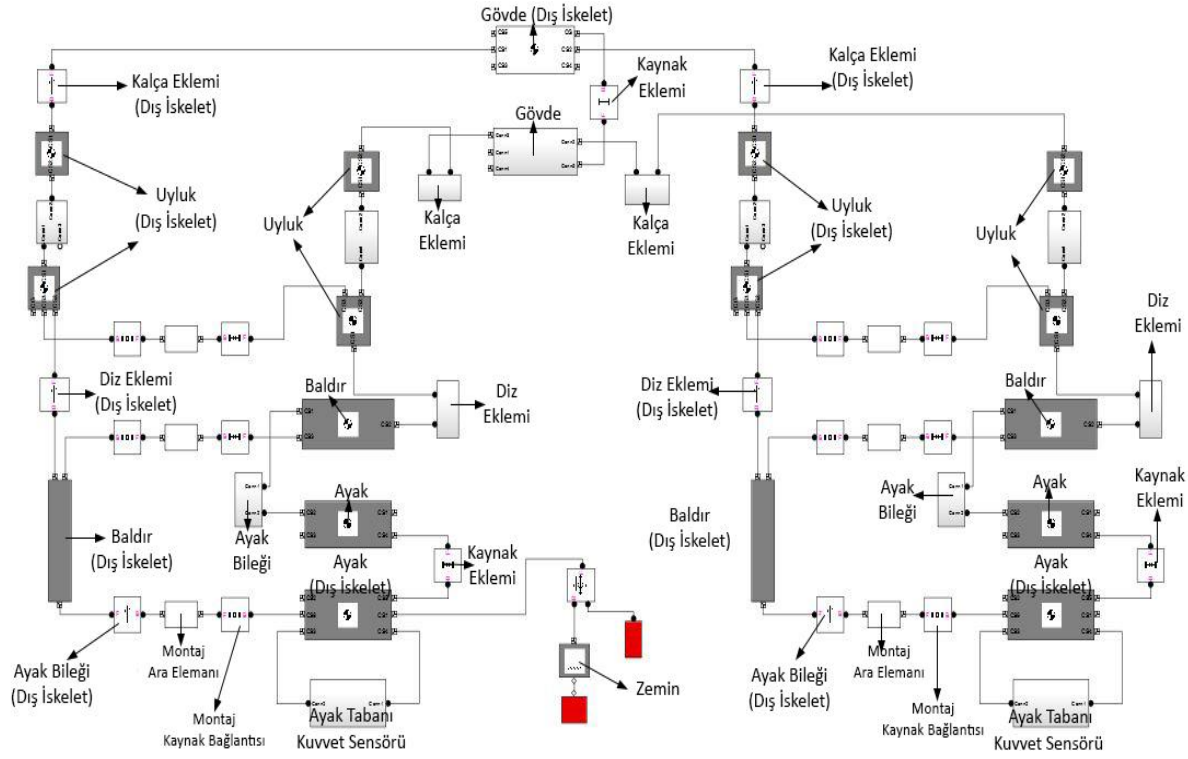 Gövde (Dış İskelet)
Kalça Eklemi
(Dış İskelet)
Kaynak
Eklemi
Kalça Eklemi
(Dış İskelet)
Gövde
Uyluk
(Dış İskelet)
Uyluk
Kalça
Eklemi
Kalça
Eklemi
Uyluk
(Dış İskelet)
Uyluk
Diz
Eklemi
Diz Eklemi
(Dış İskelet)
Baldır
Diz
Eklemi
Diz Eklemi
(Dış İskelet)
Baldır
Baldır
(Dış İskelet)
Ayak
Bileği
Ayak
Ayak
(Dış İskelet)
Kaynak
Eklemi
Baldır
(Dış İskelet)
Ayak
Bileği
Ayak
Ayak
(Dış İskelet)
Kaynak
Eklemi
Ayak Bileği
(Dış İskelet)
Montaj
Ara Elemanı
Montaj
Kaynak Bağlantısı
Ayak Tabanı
Kuvvet Sensörü
Zemin
Ayak Bileği
(Dış İskelet)
Montaj
Ara Elemanı
Montaj
Kaynak Bağlantısı
Ayak Tabanı
Kuvvet Sensörü